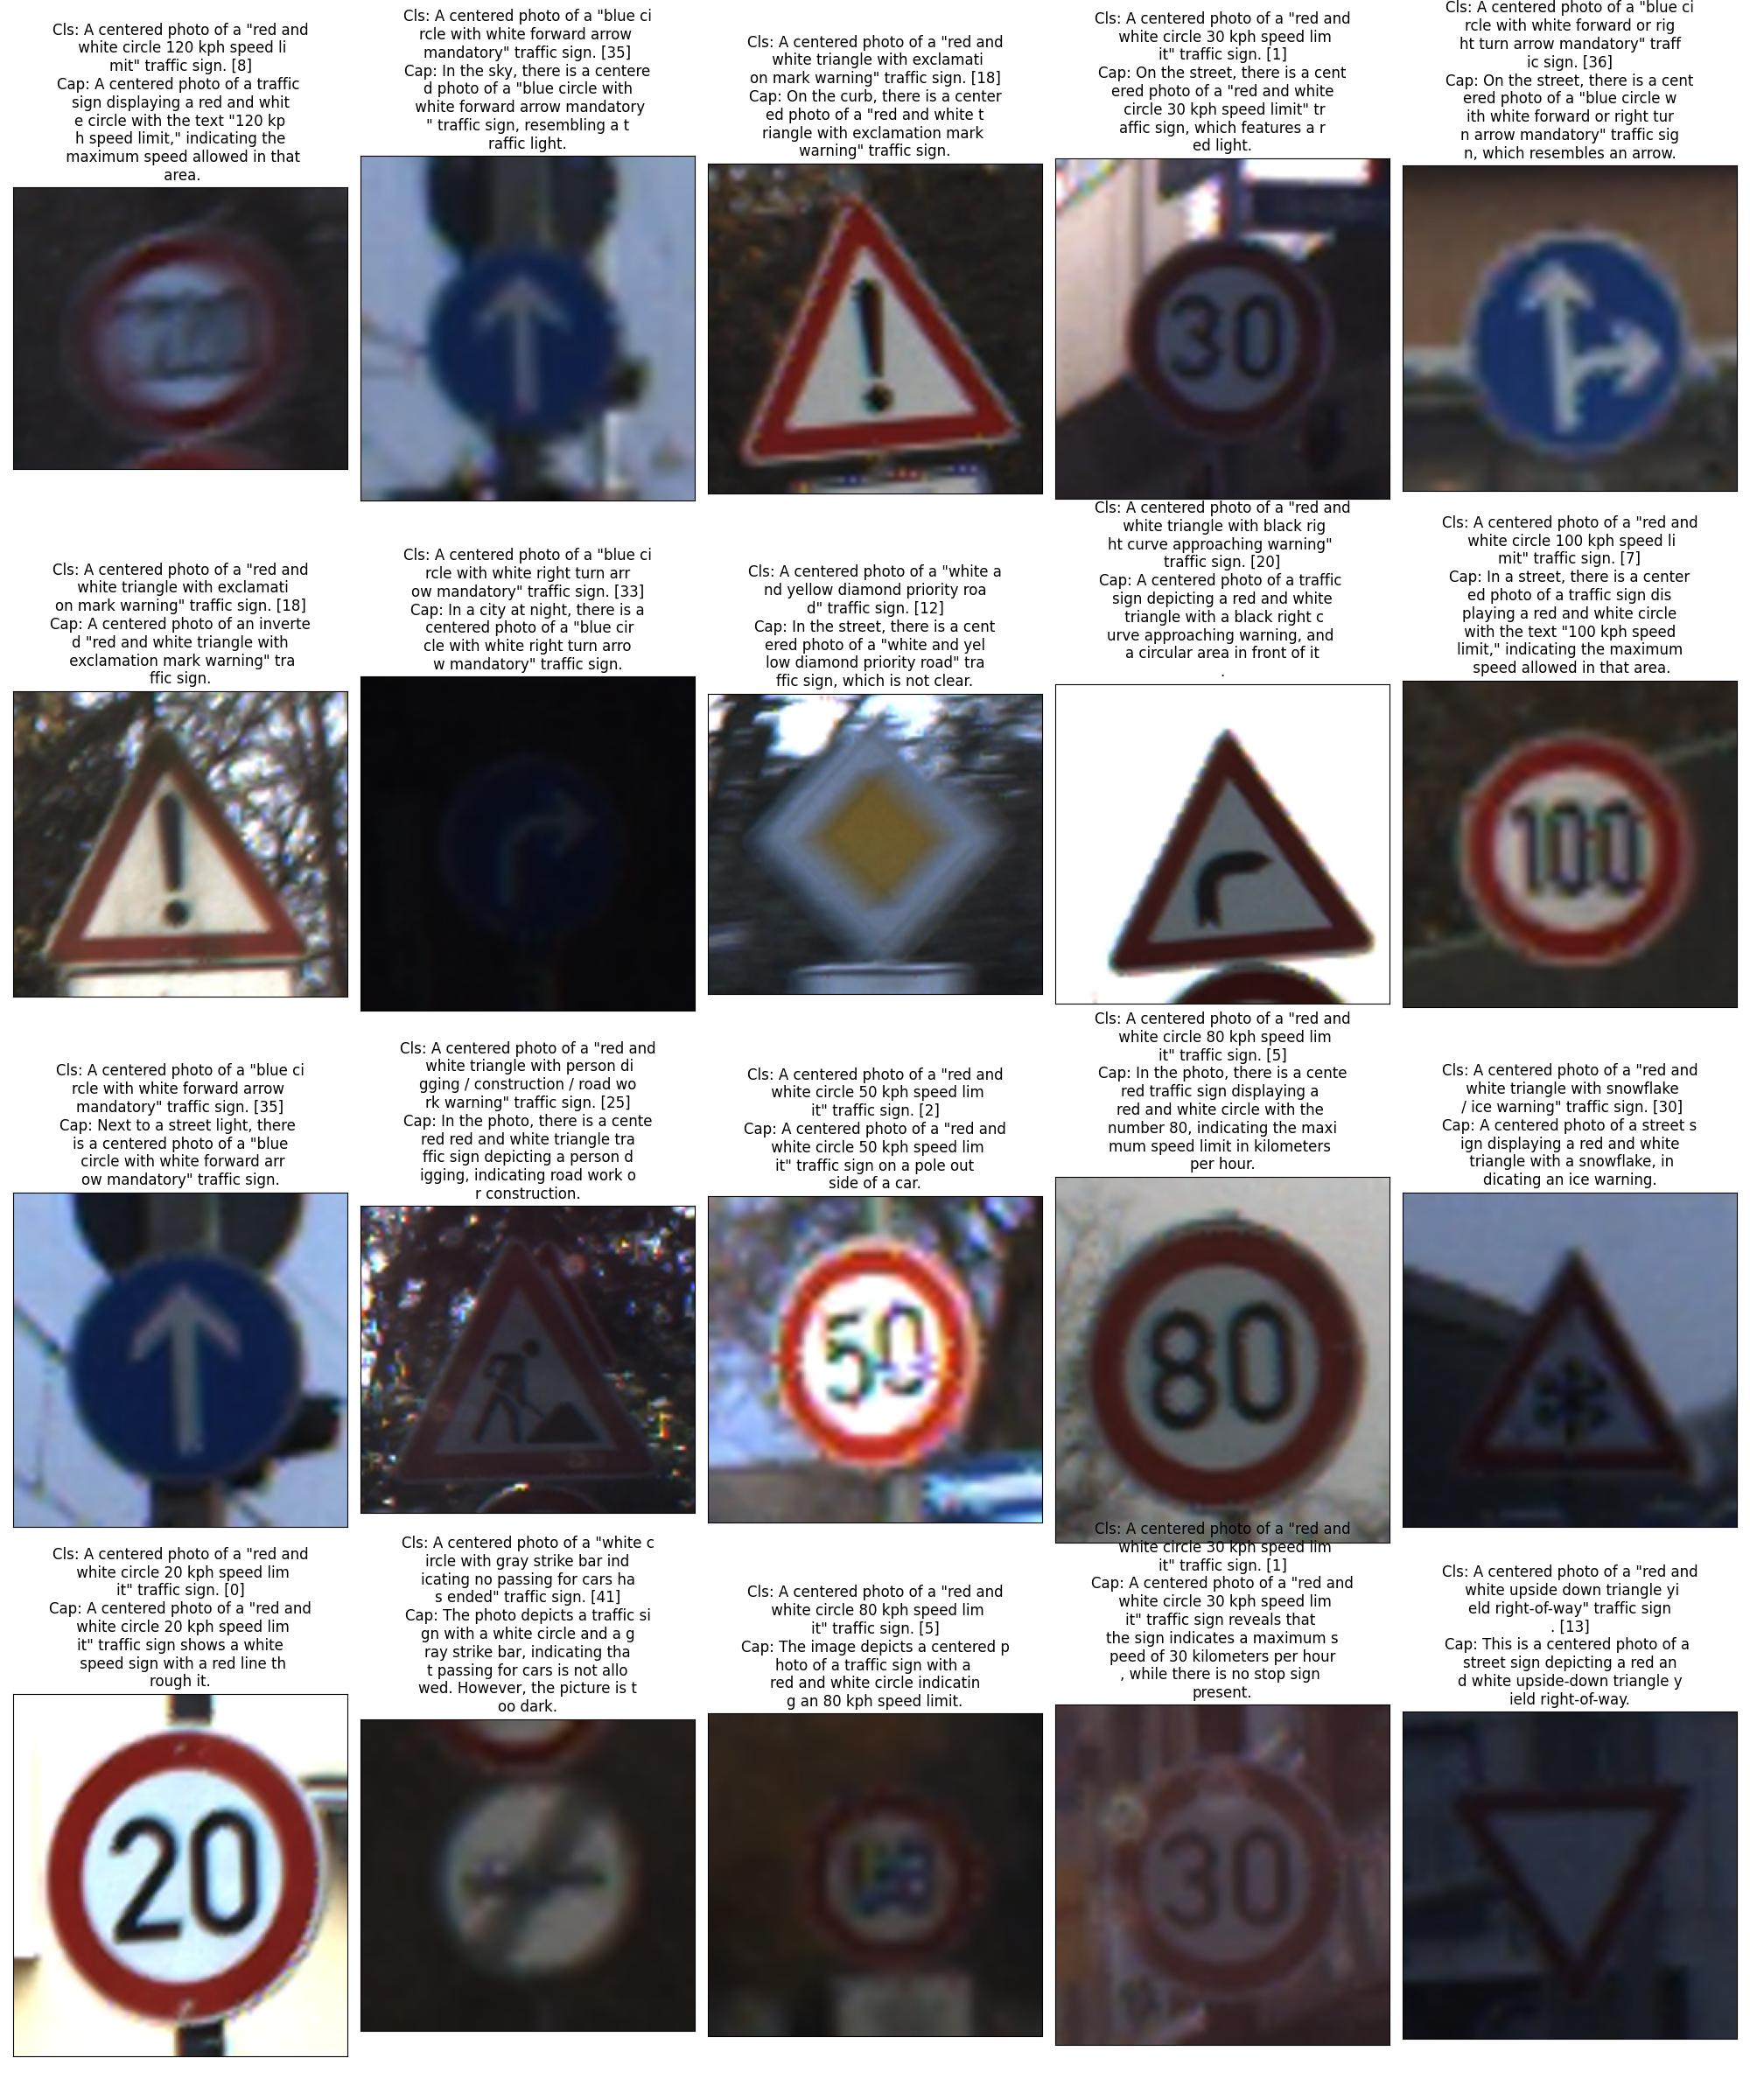 Cls: A centered photo of a "red and
white circle 120 kph speed li
mit" traffic sign. [8]
Cap: A centered photo of a traffic
sign displaying a red and whit
e circle with the text "120 kp
h speed limit," indicating the
maximum speed allowed in that
area.
Cls: A centered photo of a "blue ci
rcle with white forward arrow
mandatory" traffic sign. [35]
Cap: In the sky, there is a centere
d photo of a "blue circle with
white forward arrow mandatory
" traffic sign, resembling a t
raffic light.
Cls: A centered photo of a "red and
white triangle with exclamati
on mark warning" traffic sign. [18]
Cap: On the curb, there is a center
ed photo of a "red and white t
riangle with exclamation mark
warning" traffic sign.
Cls: A centered photo of a "red and
white circle 30 kph speed lim
it" traffic sign. [1]
Cap: On the street, there is a cent
ered photo of a "red and white
circle 30 kph speed limit" tr
affic sign, which features a r
ed light.
30
Cls: A centered photo of a "blue ci
rcle with white forward or rig
ht turn arrow mandatory" traff
ic sign. [36]
Cap: On the street, there is a cent
ered photo of a "blue circle w
ith white forward or right tur
n arrow mandatory" traffic sig
n, which resembles an arrow.
Cls: A centered photo of a "red and
white triangle with exclamati
on mark warning" traffic sign. [18]
Cap: A centered photo of an inverte
d "red and white triangle with
exclamation mark warning" tra
ffic sign.
Cls: A centered photo of a "blue ci
rcle with white right turn arr
ow mandatory" traffic sign. [33]
Cap: In a city at night, there is a
centered photo of a "blue cir
cle with white right turn arro
w mandatory" traffic sign.
Cls: A centered photo of a "white a
nd yellow diamond priority roa
d" traffic sign. [12]
Cap: In the street, there is a cent
ered photo of a "white and yel
low diamond priority road" tra
ffic sign, which is not clear.
Cls: A centered photo of a "red and
white triangle with black rig
ht curve approaching warning"
traffic sign. [20]
Cap: A centered photo of a traffic
sign depicting a red and white
triangle with a black right c
urve approaching warning, and
a circular area in front of it
.
Cls: A centered photo of a "red and
white circle 100 kph speed li
mit" traffic sign. [7]
Cap: In a street, there is a center
ed photo of a traffic sign dis
playing a red and white circle
with the text "100 kph speed
limit," indicating the maximum
speed allowed in that area.
100
Cls: A centered photo of a "blue ci
rcle with white forward arrow
mandatory" traffic sign. [35]
Cap: Next to a street light, there
is a centered photo of a "blue
circle with white forward arr
ow mandatory" traffic sign.
Cls: A centered photo of a "red and
white triangle with person di
gging / construction / road wo
rk warning" traffic sign. [25]
Cap: In the photo, there is a cente
red red and white triangle tra
ffic sign depicting a person d
igging, indicating road work o
r construction.
Cls: A centered photo of a "red and
white circle 50 kph speed lim
it" traffic sign. [2]
Cap: A centered photo of a "red and
white circle 50 kph speed lim
it" traffic sign on a pole out
side of a car.
50
Cls: A centered photo of a "red and
white circle 80 kph speed lim
it" traffic sign. [5]
Cap: In the photo, there is a cente
red traffic sign displaying a
red and white circle with the
number 80, indicating the maxi
mum speed limit in kilometers
per hour.
80
Cls: A centered photo of a "red and
white triangle with snowflake
/ ice warning" traffic sign. [30]
Cap: A centered photo of a street s
ign displaying a red and white
triangle with a snowflake, in
dicating an ice warning.
Cls: A centered photo of a "red and
white circle 20 kph speed lim
it" traffic sign. [0]
Cap: A centered photo of a "red and
white circle 20 kph speed lim
it" traffic sign shows a white
speed sign with a red line th
rough it.
20
Cls: A centered photo of a "white c
ircle with gray strike bar ind
icating no passing for cars ha
s ended" traffic sign. [41]
Cap: The photo depicts a traffic si
gn with a white circle and a g
ray strike bar, indicating tha
t passing for cars is not allo
wed. However, the picture is t
oo dark.
Cls: A centered photo of a "red and
white circle 80 kph speed lim
it" traffic sign. [5]
Cap: The image depicts a centered p
hoto of a traffic sign with a
red and white circle indicatin
g an 80 kph speed limit.
Cls: A centered photo of a "red and
white circle 30 kph speed lim
it" traffic sign. [1]
Cap: A centered photo of a "red and
white circle 30 kph speed lim
it" traffic sign reveals that
the sign indicates a maximum s
peed of 30 kilometers per hour
, while there is no stop sign
present.
30
Cls: A centered photo of a "red and
white upside down triangle yi
eld right-of-way" traffic sign
. [13]
Cap: This is a centered photo of a
street sign depicting a red an
d white upside-down triangle y
ield right-of-way.